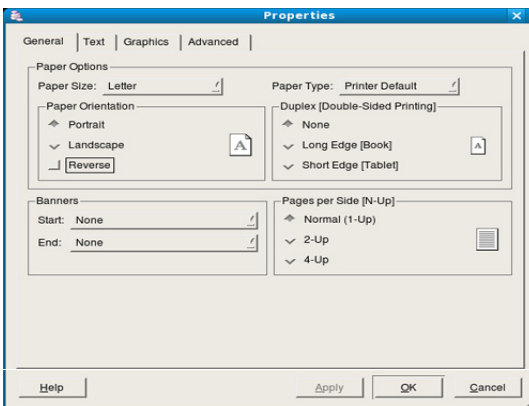 Properties
General Text Graphics Advanced
Paper Options
Paper Size: Letter Paper Type: Printer Default
Paper Orientation
Portrait
Landscape
Reverse
A
Duplex [Double-Sided Printing]
None
Long Edge [Book]
Short Edge [Tablet]
A
Banners
Start: None
End: None
Pages per Side [N-Up]
Normal (1-Up)
2-Up
4-Up
Help Apply OK Cancel